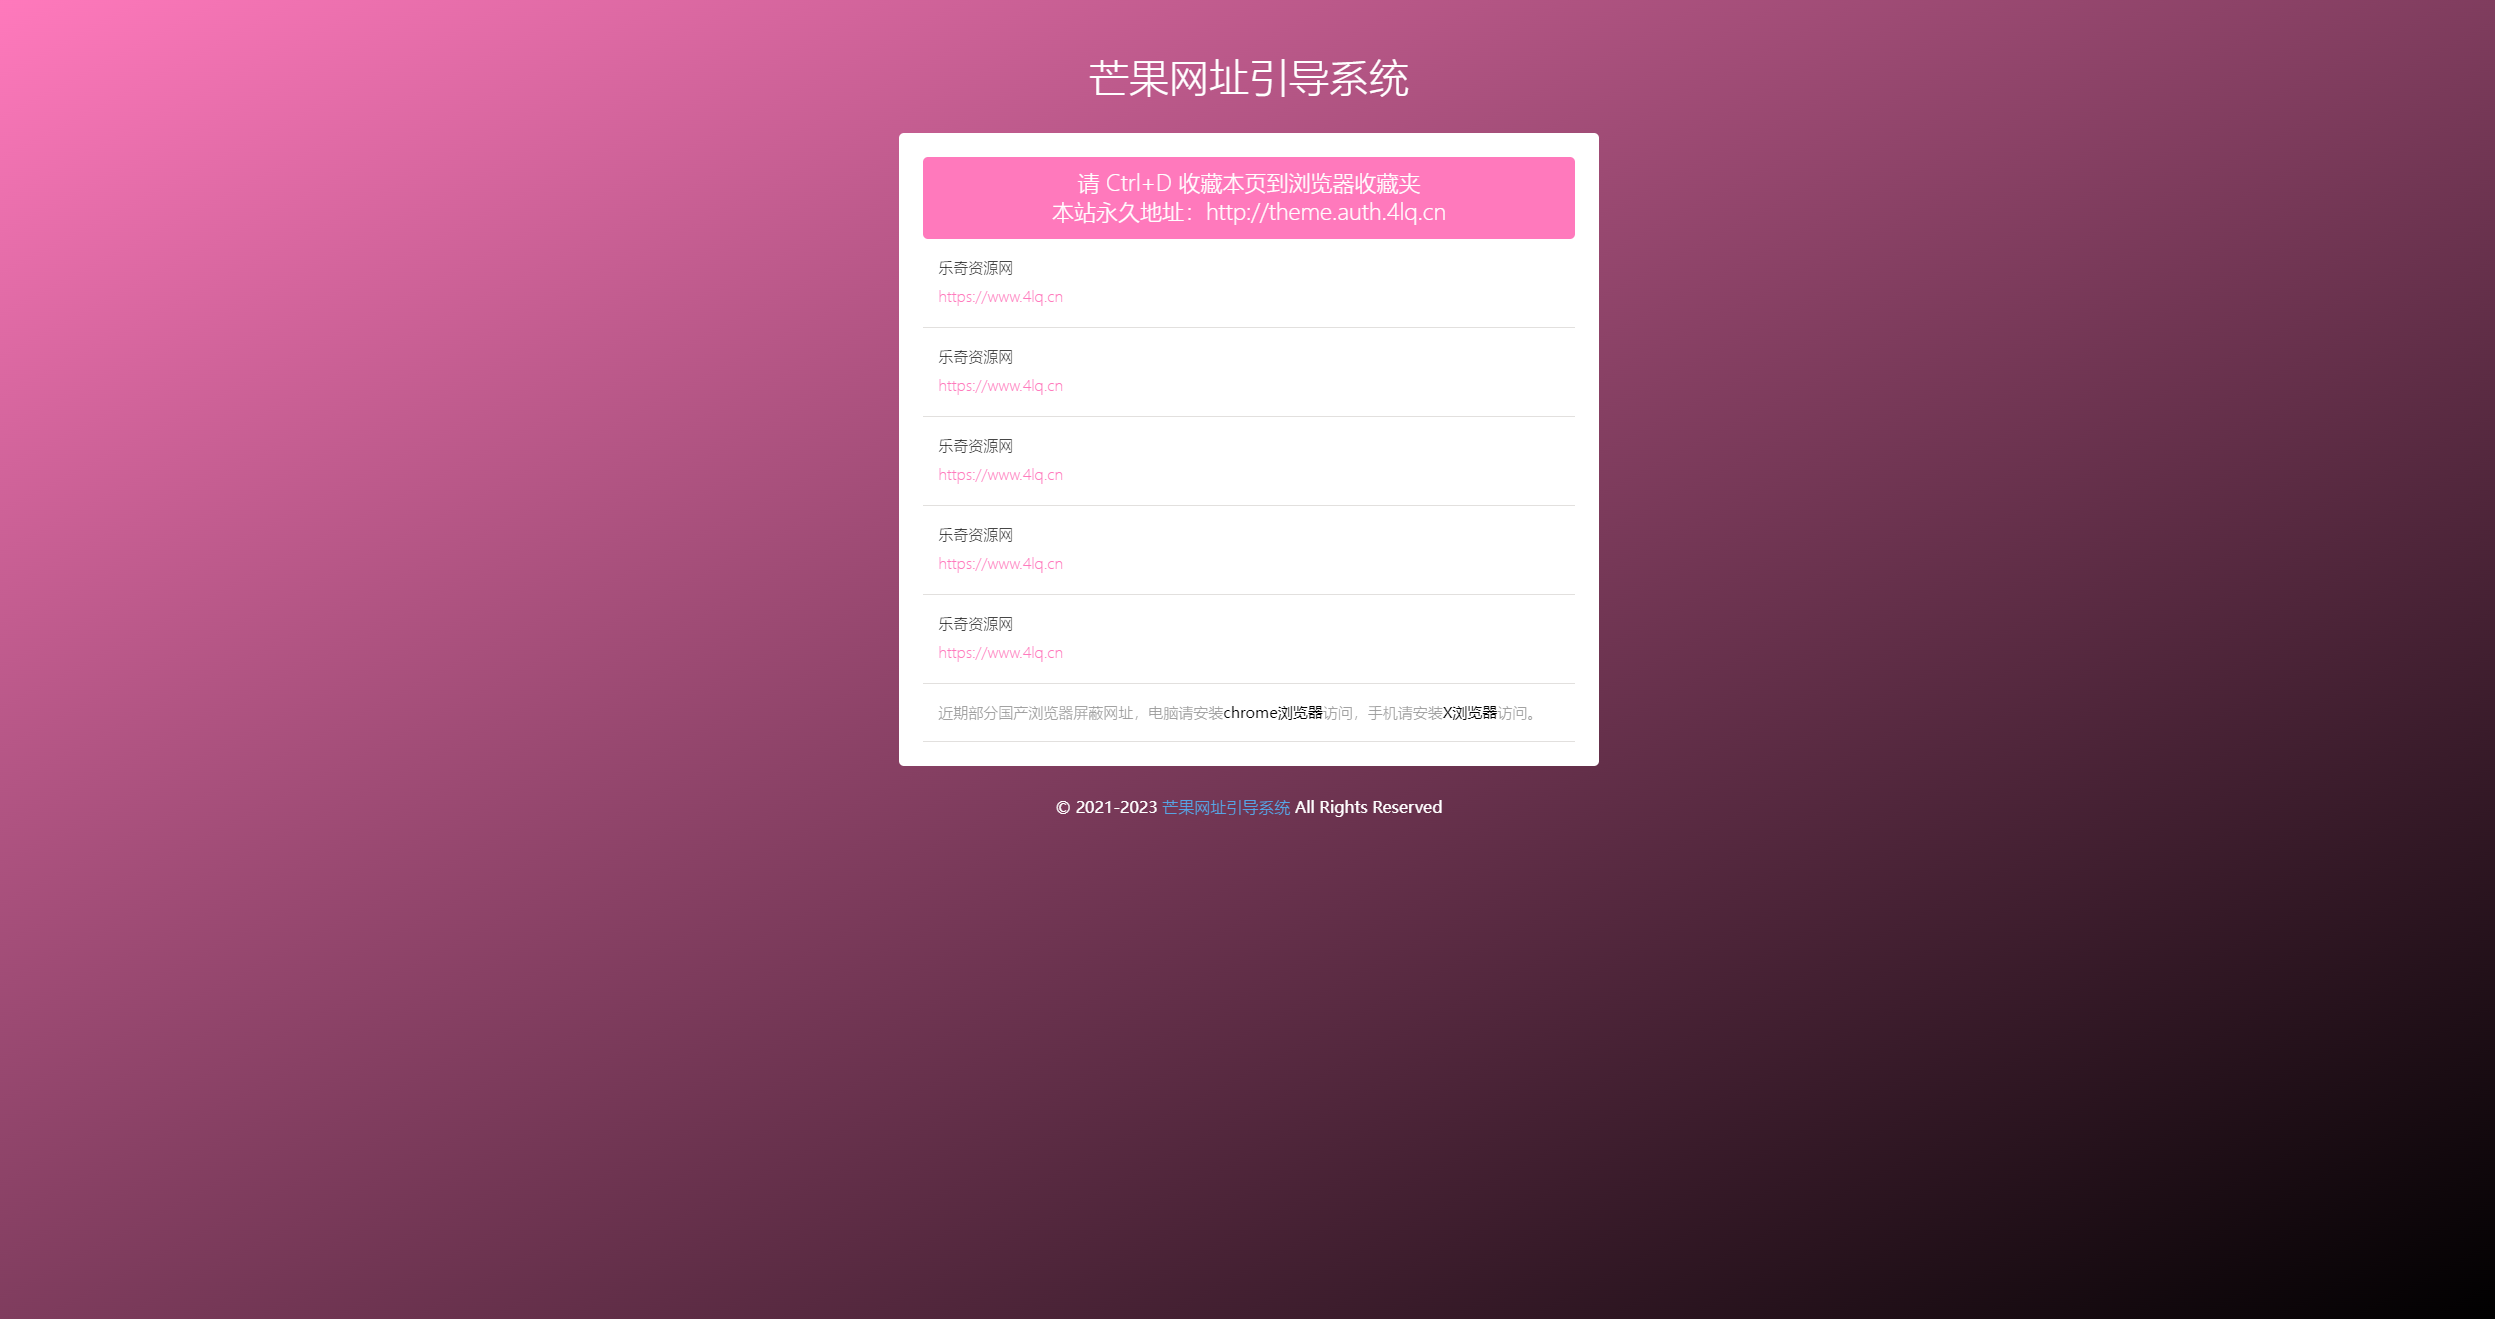 芒果网址引导系统
请 Ctrl+D 收藏本页到浏览器收藏夹
本站永久地址：http://theme.auth.4lq.cn
乐奇资源网
https://www.4lq.cn
乐奇资源网
https://www.4lq.cn
乐奇资源网
https://www.4lq.cn
乐奇资源网
https://www.4lq.cn
乐奇资源网
https://www.4lq.cn
近期部分国产浏览器屏蔽网址，电脑请安装chrome浏览器访问，手机请安装X浏览器访问。
© 2021-2023 芒果网址引导系统 All Rights Reserved